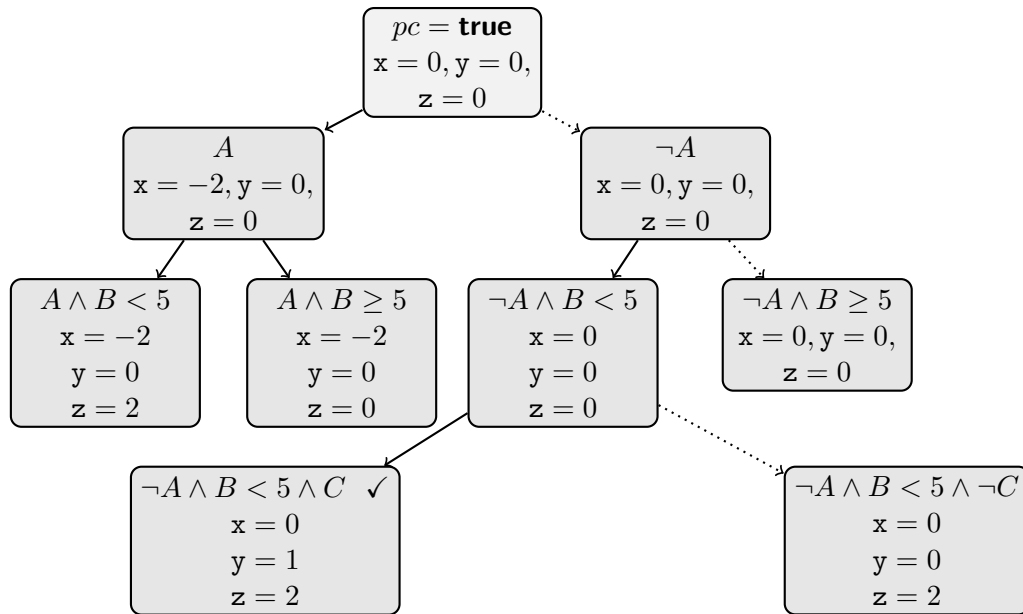 pc = true
x = 0, y = 0,
z = 0
A
x = −2, y = 0,
z = 0
¬A
x = 0, y = 0,
z = 0
A ∧ B < 5
x = −2
y = 0
z = 2
A ∧ B ≥ 5
x = −2
y = 0
z = 0
¬A ∧ B < 5
x = 0
y = 0
z = 0
¬A ∧ B ≥ 5
x = 0, y = 0,
z = 0
¬A ∧ B < 5 ∧ C ✓
x = 0
y = 1
z = 2
¬A ∧ B < 5 ∧ ¬C
x = 0
y = 0
z = 2